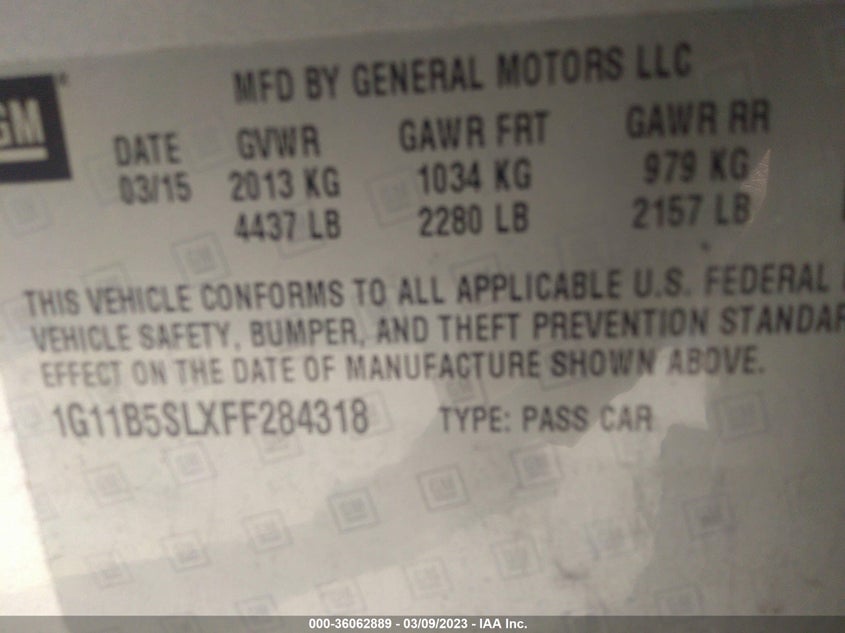 GM
MFD BY GENERAL MOTORS LLC
DATE GVWR GAWR FRT GAWR RR
03/15 2013 KG 1034 KG 979 KG
4437 LB 2280 LB 2157 LB
THIS VEHICLE CONFORMS TO ALL APPLICABLE U.S. FEDERAL
VEHICLE SAFETY, BUMPER, AND THEFT PREVENTION STANDAR
EFFECT ON THE DATE OF MANUFACTURE SHOWN ABOVE.
1G11B5SLXFF284318 TYPE: PASS CAR
000-36062889 - 03/09/2023 - IAA Inc.